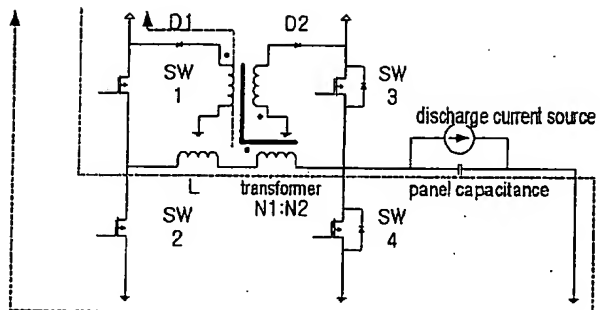 D1
D2
SW
1
SW
3
discharge current source
L
transformer
N1:N2
panel capacitance
SW
2
SW
4